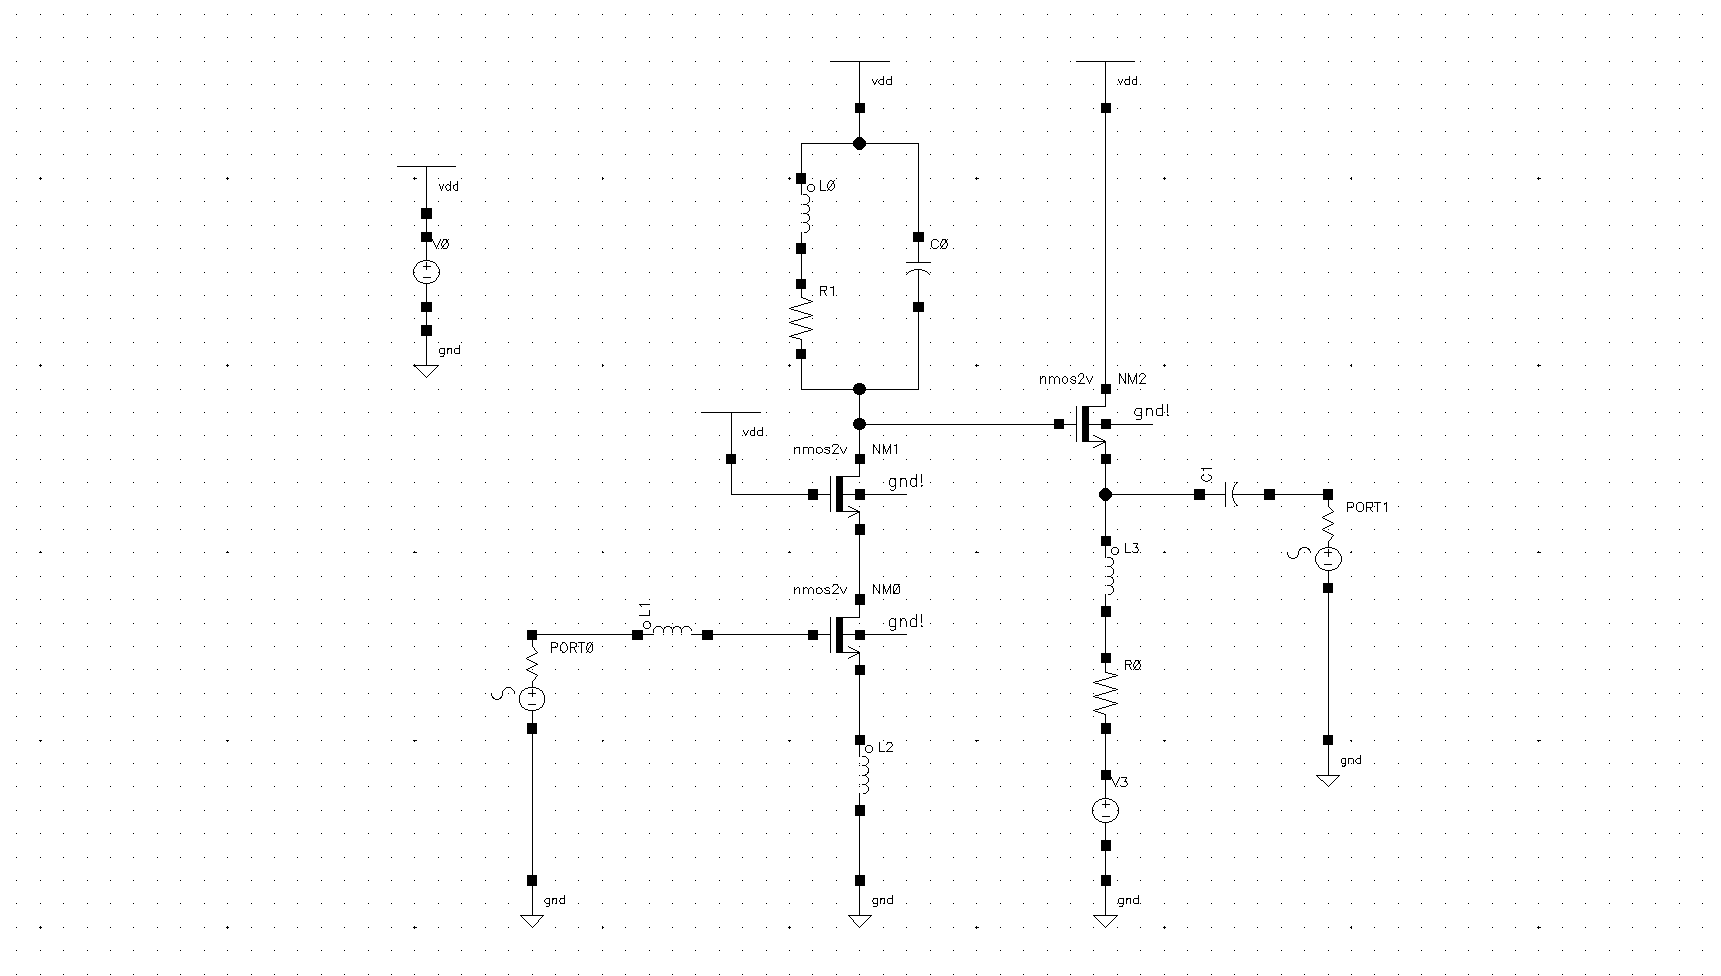 vdd
vdd
vdd
V0
gnd
L0
C0
R1
nmos2v NM2
gnd!
vdd
nmos2v NM1
gnd!
C1
PORT1
L3
nmos2v NM0
gnd!
L1
PORT0
R0
L2
gnd
V3
gnd
gnd
gnd